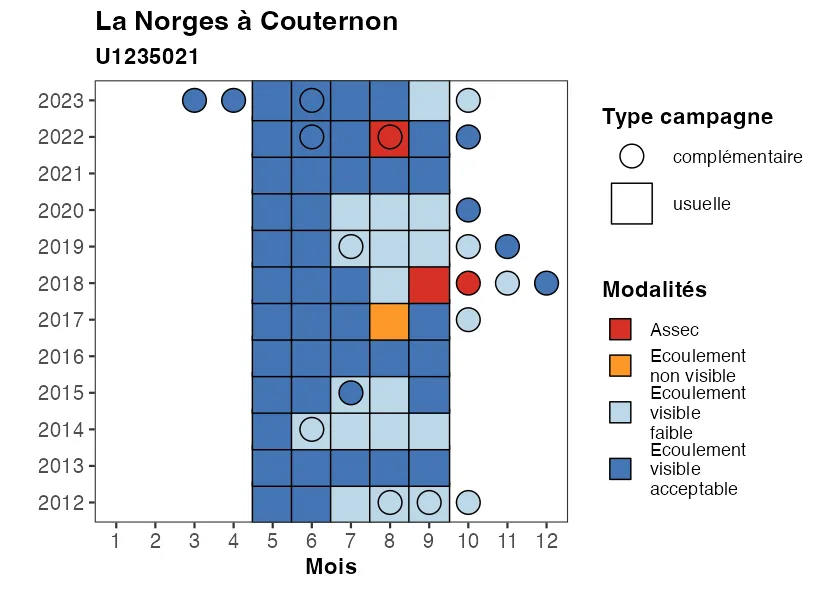 La Norges à Couternon
U1235021
2023
2022
2021
2020
2019
2018
2017
2016
2015
2014
2013
2012
1 2 3 4 5 6 7 8 9 10 11 12
Mois
Type campagne
complémentaire
usuelle
Modalités
Assec
Ecoulement
non visible
Ecoulement
visible
faible
Ecoulement
visible
acceptable